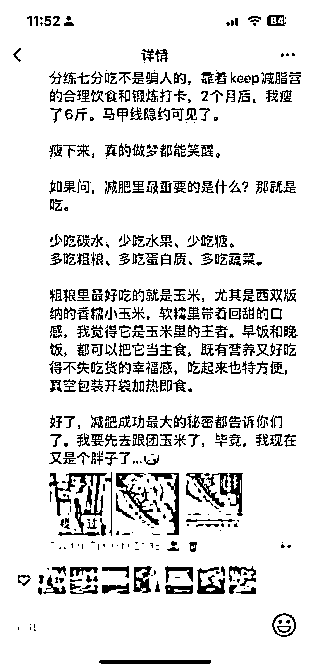 11:52
84
详情
分练七分吃不是骗人的，靠着keep减脂营
的合理饮食和锻炼打卡，2个月后，我瘦
了6斤。马甲线隐约可见了。
瘦下来，真的做梦都能笑醒。
如果问，减肥里最重要的是什么？那就是
吃。
少吃碳水、少吃水果、少吃糖。
多吃粗粮、多吃蛋白质、多吃蔬菜。
粗粮里最好吃的就是玉米，尤其是西双版
纳的香糯小玉米，软糯里带着回甜的口
感，我觉得它是玉米里的王者。早饭和晚
饭，都可以把它当主食，既有营养又好吃
得不失吃货的幸福感，吃起来也特方便，
真空包装开袋加热即食。
好了，减肥成功最大的秘密都告诉你们
了。我要先去跟团玉米了，毕竟，我现在
又是个胖子了...